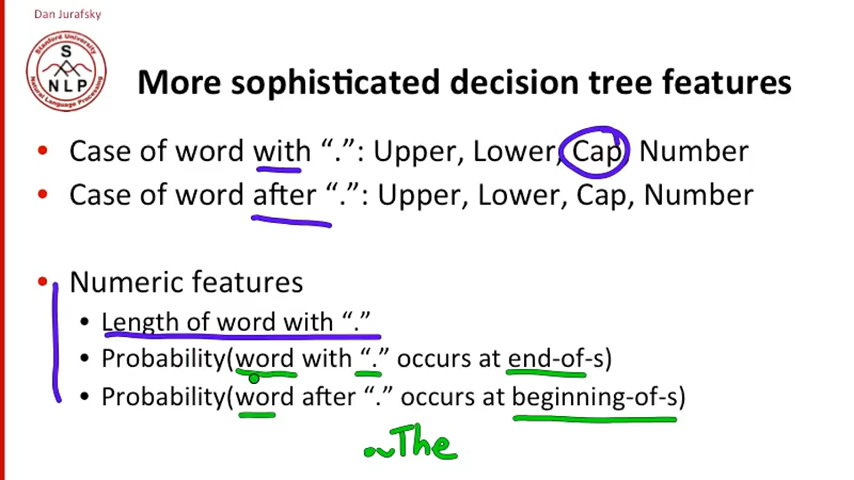 Dan Jurafsky
Stanford University
S
NLP
Natural Language Processing
More sophisticated decision tree features
• Case of word with “.”: Upper, Lower, Cap, Number
• Case of word after “.”: Upper, Lower, Cap, Number
• Numeric features
• Length of word with “.”
• Probability(word with “.” occurs at end-of-s)
• Probability(word after “.” occurs at beginning-of-s)
The